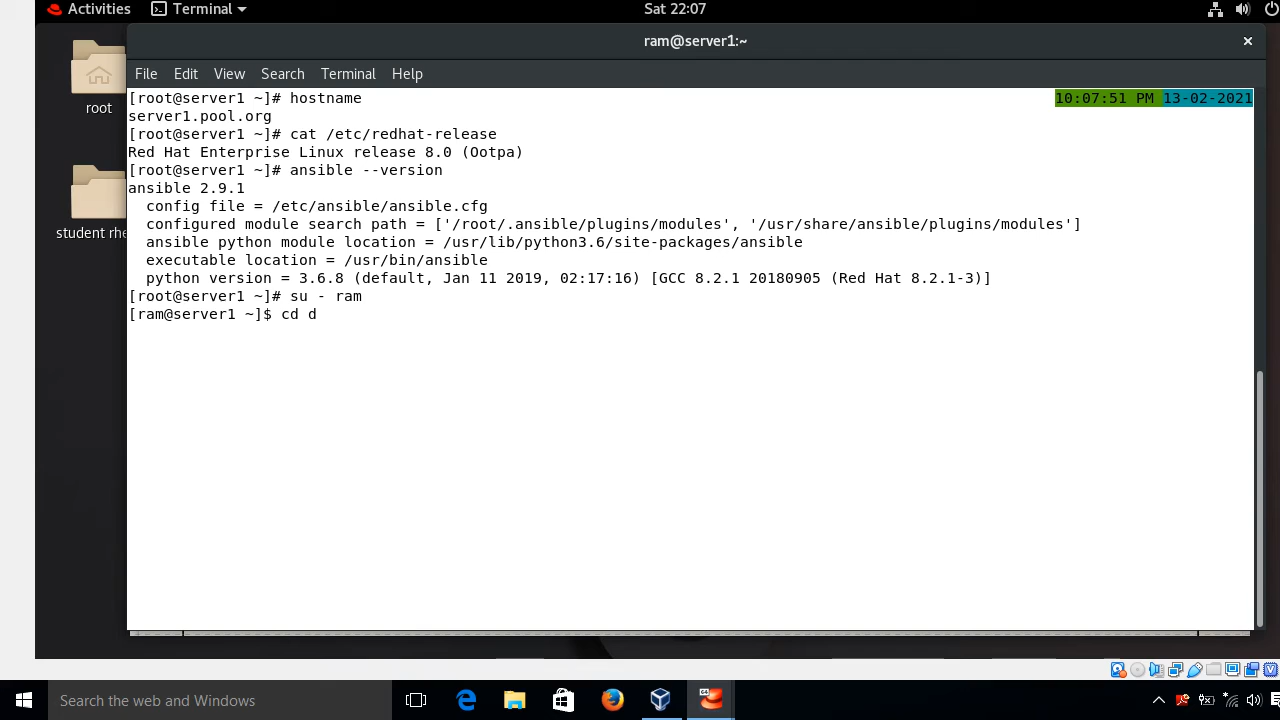 Activities Terminal Sat 22:07
ram@server1:~
File Edit View Search Terminal Help
root
student rhe
[root@server1 ~]# hostname 10:07:51 PM 13-02-2021
server1.pool.org
[root@server1 ~]# cat /etc/redhat-release
Red Hat Enterprise Linux release 8.0 (Ootpa)
[root@server1 ~]# ansible --version
ansible 2.9.1
config file = /etc/ansible/ansible.cfg
configured module search path = ['/root/.ansible/plugins/modules', '/usr/share/ansible/plugins/modules']
ansible python module location = /usr/lib/python3.6/site-packages/ansible
executable location = /usr/bin/ansible
python version = 3.6.8 (default, Jan 11 2019, 02:17:16) [GCC 8.2.1 20180905 (Red Hat 8.2.1-3)]
[root@server1 ~]# su - ram
[ram@server1 ~]$ cd d
Search the web and Windows